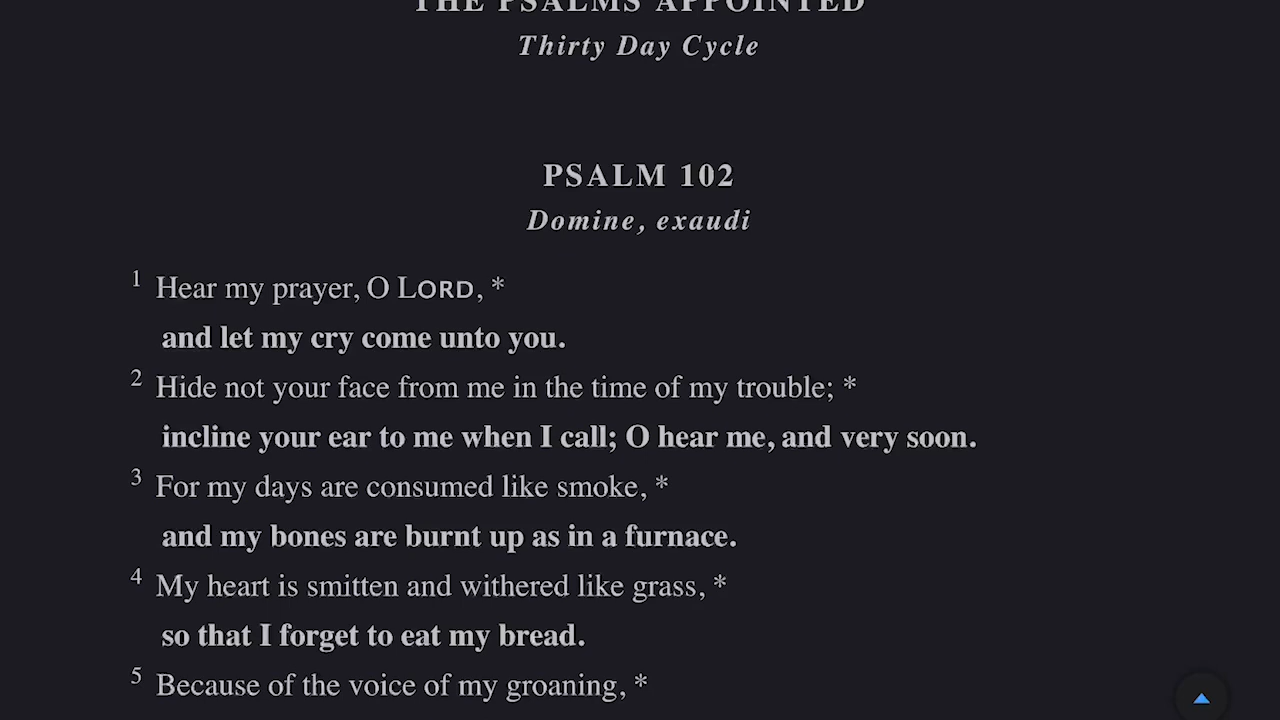 THE PSALMS APPOINTED
Thirty Day Cycle
PSALM 102
Domine, exaudi
1 Hear my prayer, O LORD, *
and let my cry come unto you.
2 Hide not your face from me in the time of my trouble; *
incline your ear to me when I call; O hear me, and very soon.
3 For my days are consumed like smoke, *
and my bones are burnt up as in a furnace.
4 My heart is smitten and withered like grass, *
so that I forget to eat my bread.
5 Because of the voice of my groaning, *